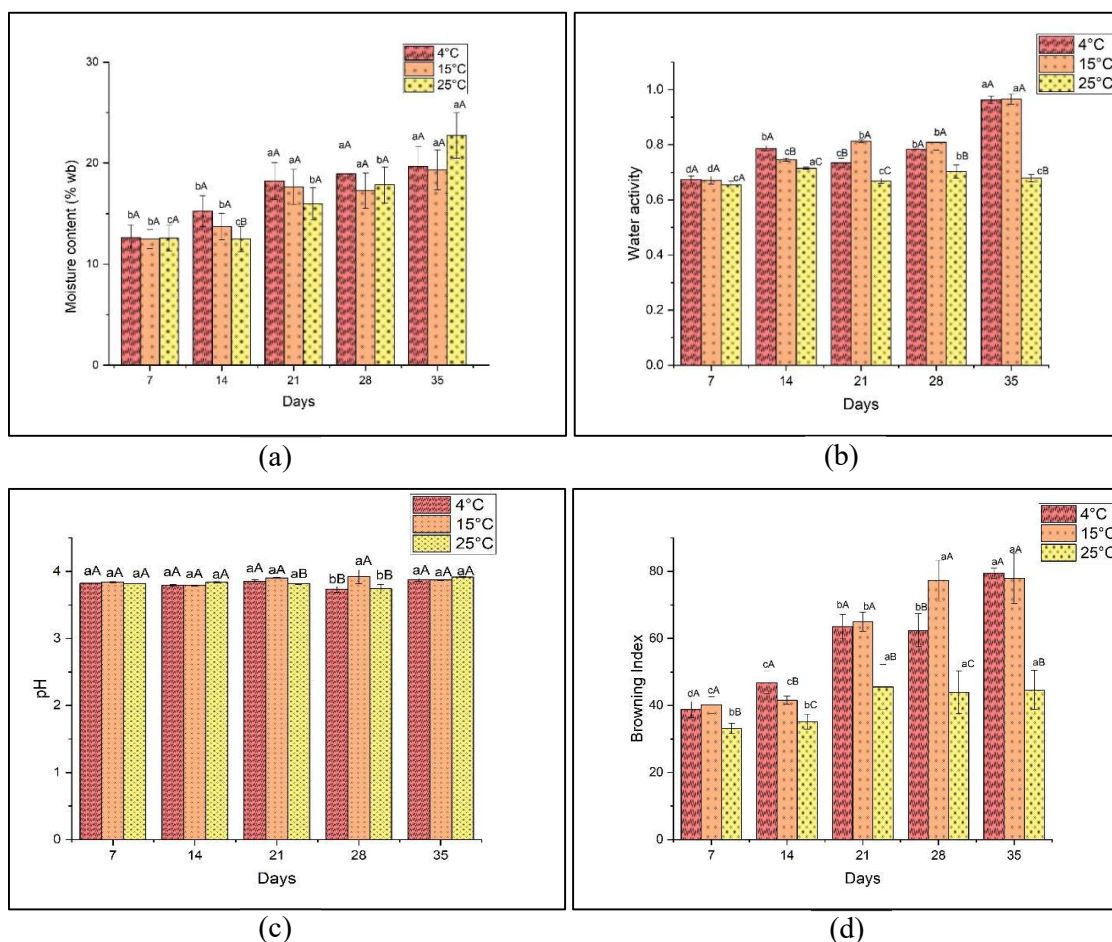 4°C
15°C
25°C
30
20
10
0
Moisture content (% wb)
bA bA cA
bA bA cB
aA aA bA
aA aA bA
aA aA aA
7 14 21 28 35
Days
(a)
4°C
15°C
25°C
1.0
0.8
0.6
0.4
0.2
0.0
Water activity
dA dA cA
bA cB aC
cB bA cC
bA bA bB
aA aA cB
7 14 21 28 35
Days
(b)
4°C
15°C
25°C
4
3
2
1
0
pH
aA aA aA
aA aA aA
aA aA aB
bB aA bB
aA aA aA
7 14 21 28 35
Days
(c)
4°C
15°C
25°C
80
60
40
20
0
Browning Index
dA cA bB
cA cB bC
bA bA aB
bB aA aC
aA aA aB
7 14 21 28 35
Days
(d)